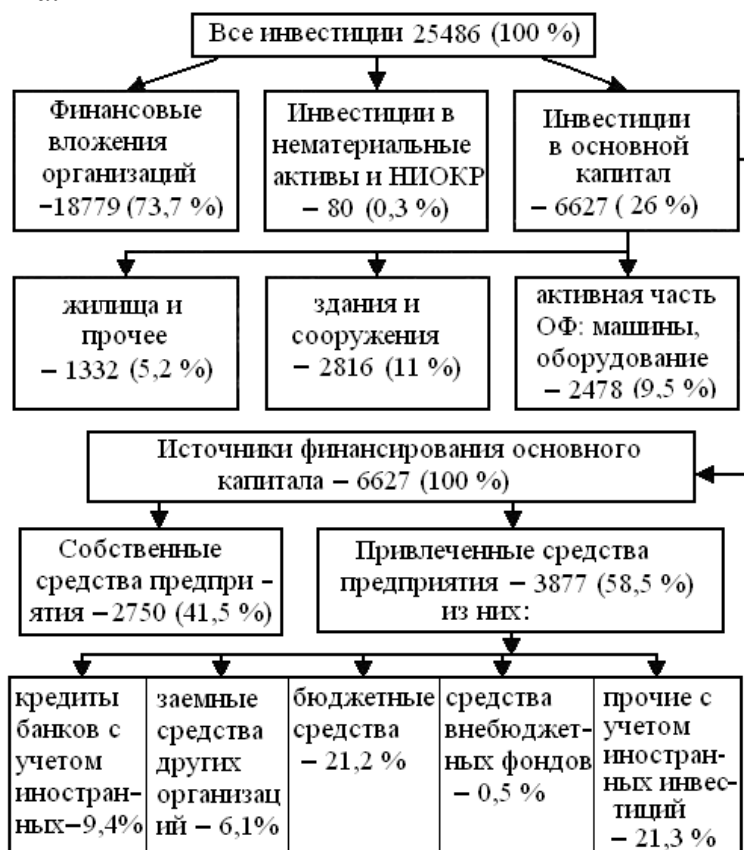 Все инвестиции 25486 (100 %)
Финансовые
вложения
организаций
–18779 (73,7 %)
Инвестиции в
нематериальные
активы и НИОКР
– 80 (0,3 %)
Инвестиции
в основной
капитал
– 6627 ( 26 %)
жилища и
прочее
– 1332 (5,2 %)
здания и
сооружения
– 2816 (11 %)
активная часть
ОФ: машины,
оборудование
– 2478 (9,5 %)
Источники финансирования основного
капитала – 6627 (100 %)
Собственные
средства предпри –
ятия –2750 (41,5 %)
Привлеченные средства
предприятия – 3877 (58,5 %)
из них:
кредиты
банков с
учетом
иностран-
ных–9,4%
заемные
средства
других
организац
ий – 6,1%
бюджетные
средства
– 21,2 %
средства
внебюджет-
ных фондов
– 0,5 %
прочие с
учетом
иностран-
ных инвес-
тиций
– 21,3 %